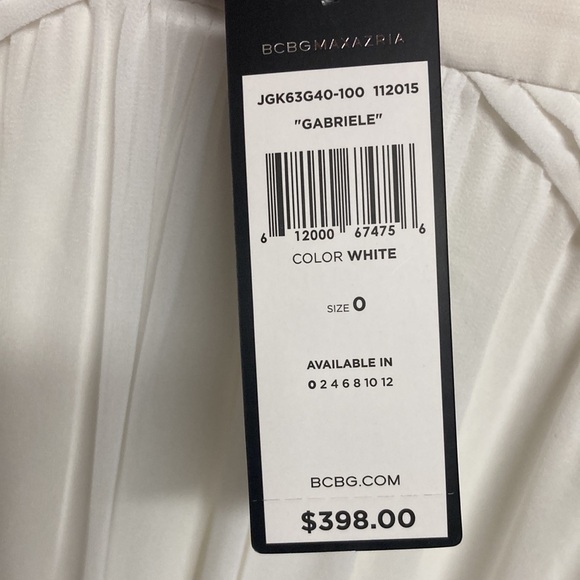 BCBGMAXAZRIA
JGK63G40-100 112015
"GABRIELE"
6 12000 67475 6
COLOR WHITE
SIZE 0
AVAILABLE IN
0 2 4 6 8 10 12
BCBG.COM
$398.00